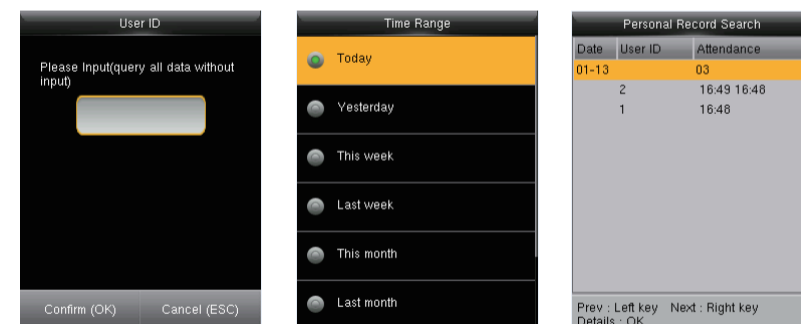 User ID
Please Input(query all data without
input)
Confirm (OK) Cancel (ESC)
Time Range
Today
Yesterday
This week
Last week
This month
Last month
Personal Record Search
Date User ID Attendance
01-13 03
2 16:49 16:48
1 16:48
Prev : Left key Next : Right key
Details : OK